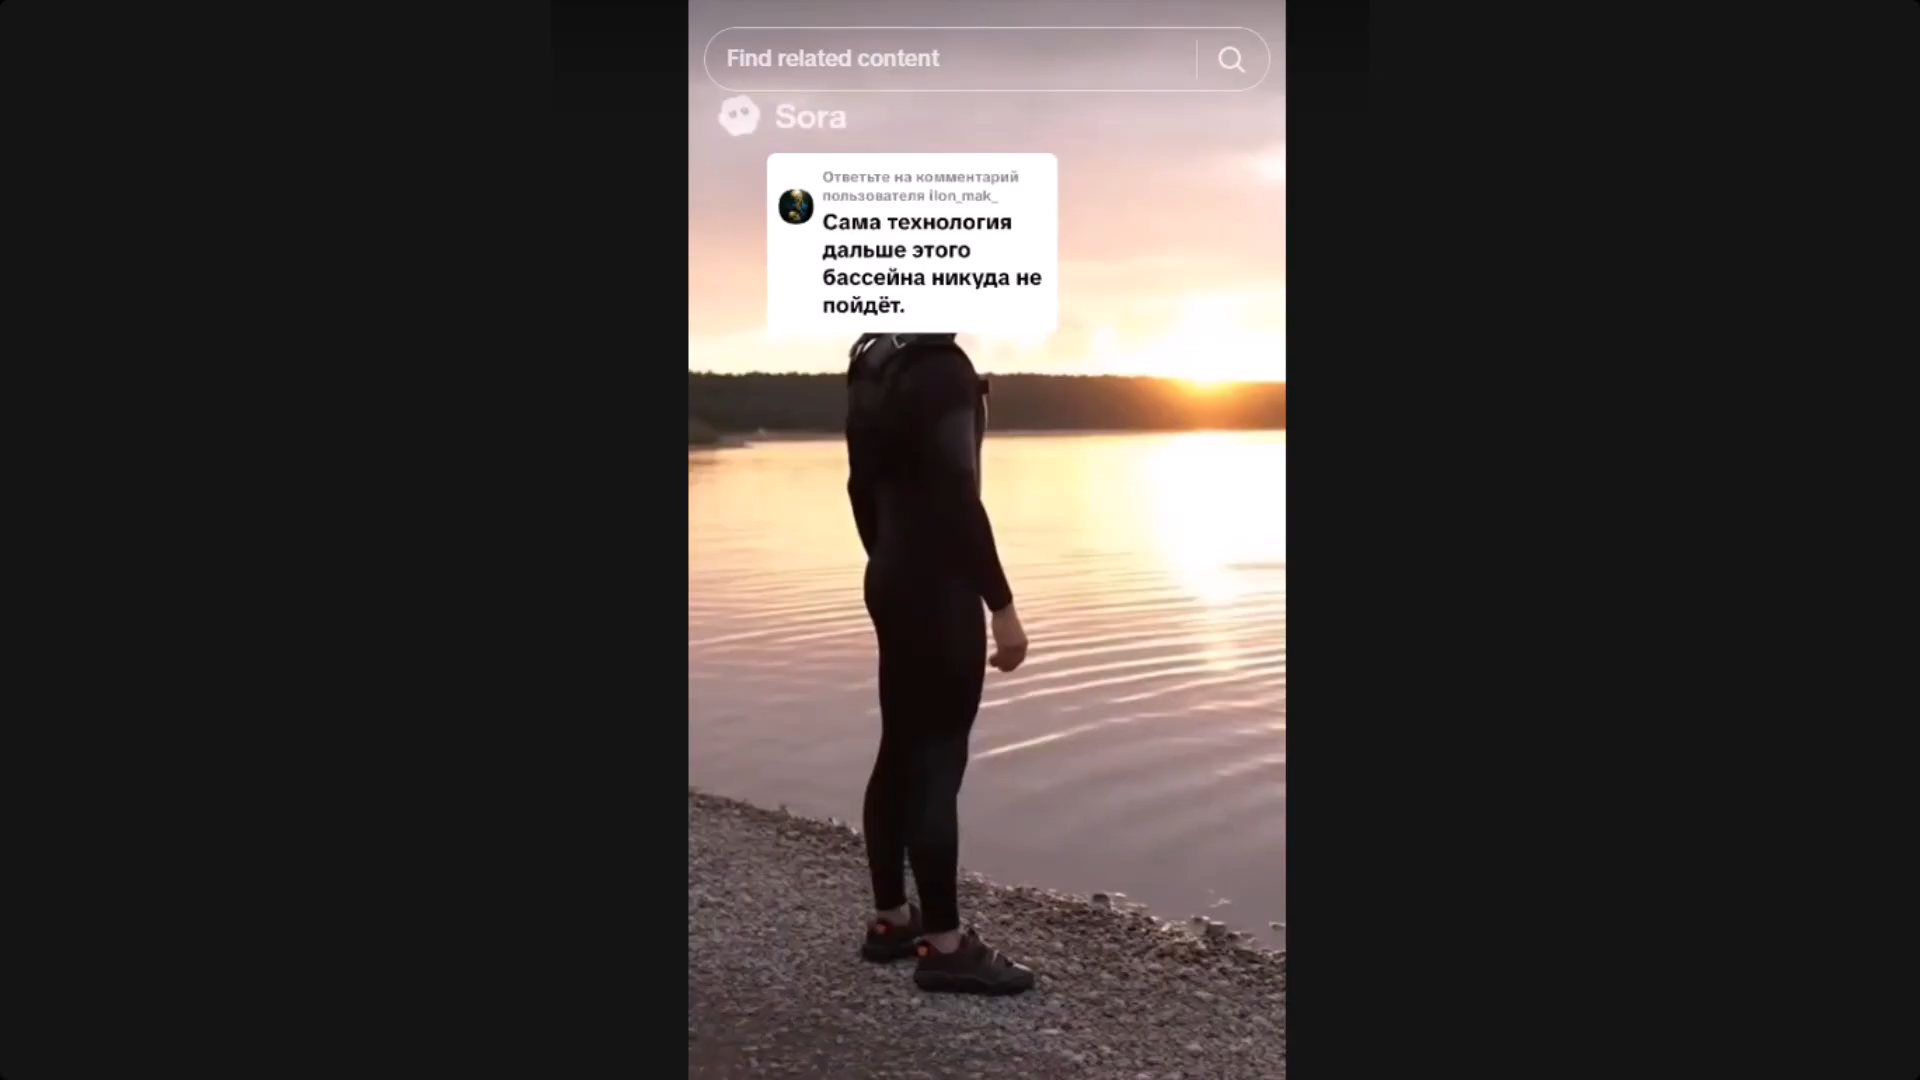 Find related content
Sora
Ответьте на комментарий
пользователя ilon_mak_
Сама технология
дальше этого
бассейна никуда не
пойдёт.